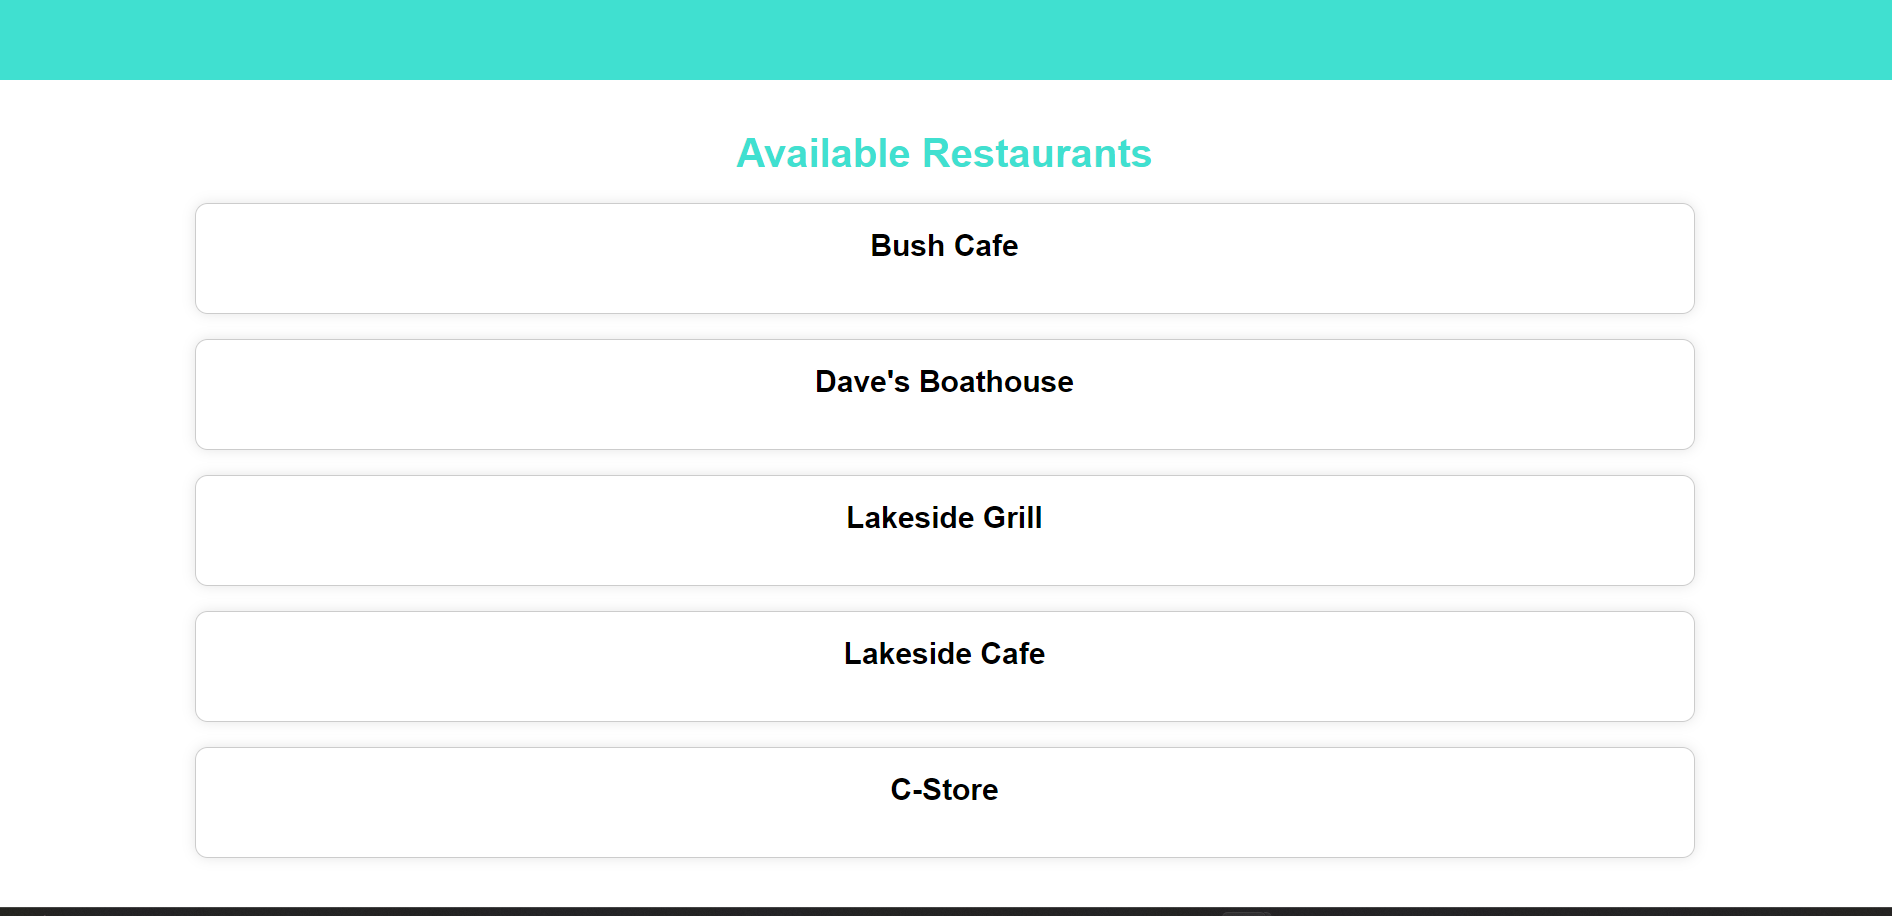 Available Restaurants
Bush Cafe
Dave's Boathouse
Lakeside Grill
Lakeside Cafe
C-Store